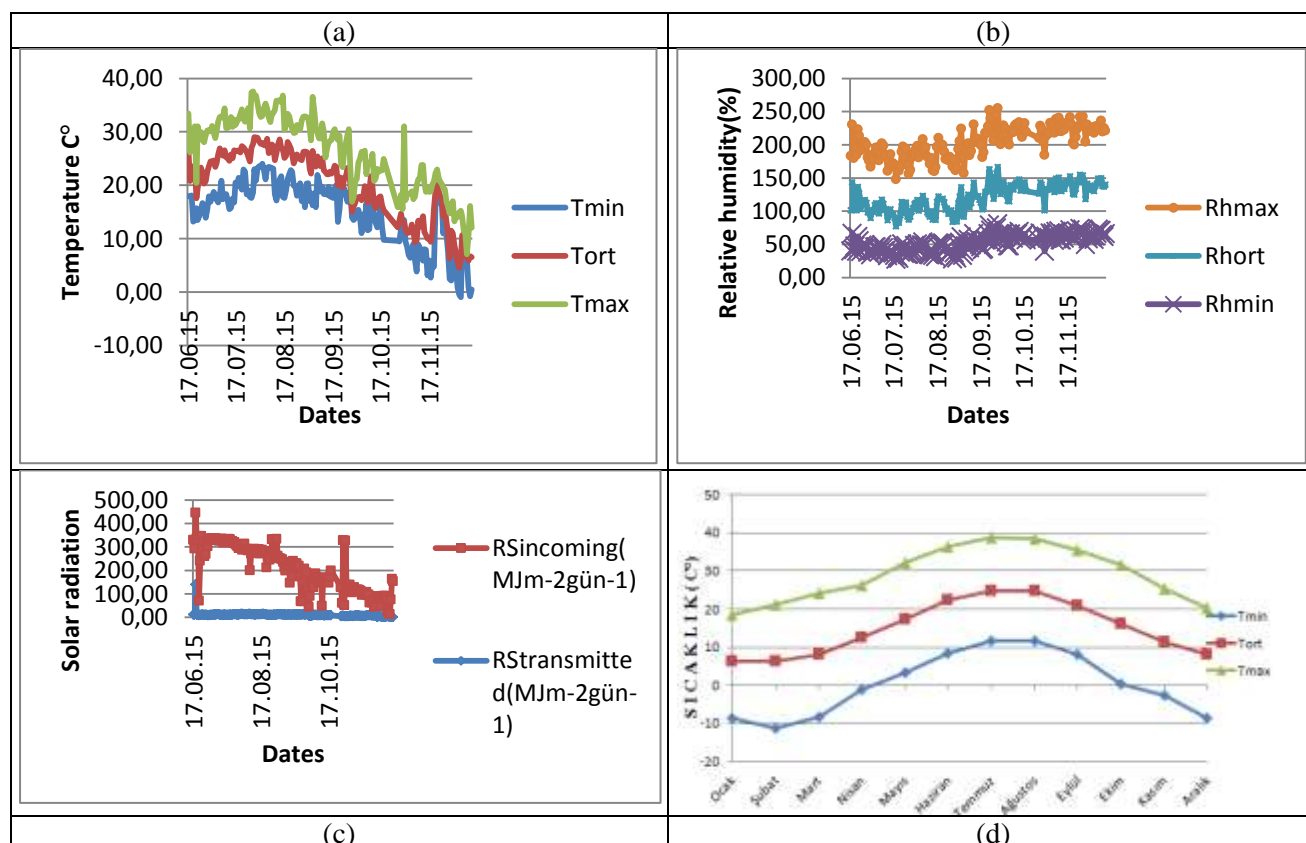 (a)
(b)
40,00
30,00
20,00
10,00
0,00
-10,00
Temperature C°
17.06.15
17.07.15
17.08.15
17.09.15
17.10.15
17.11.15
Dates
Tmin
Tort
Tmax
300,00
250,00
200,00
150,00
100,00
50,00
0,00
Relative humidity(%)
17.06.15
17.07.15
17.08.15
17.09.15
17.10.15
17.11.15
Dates
Rhmax
Rhort
Rhmin
500,00
400,00
300,00
200,00
100,00
0,00
Solar radiation
17.06.15
17.08.15
17.10.15
Dates
RSincoming(
MJm-2gün-1)
RStransmitte
d(MJm-2gün-
1)
50
40
30
20
10
0
-10
-20
SICAKLIK(C°)
Ocak
Şubat
Mart
Nisan
Mayıs
Haziran
Temmuz
Ağustos
Eylül
Ekim
Kasım
Aralık
Tmin
Tort
Tmax
(c)
(d)